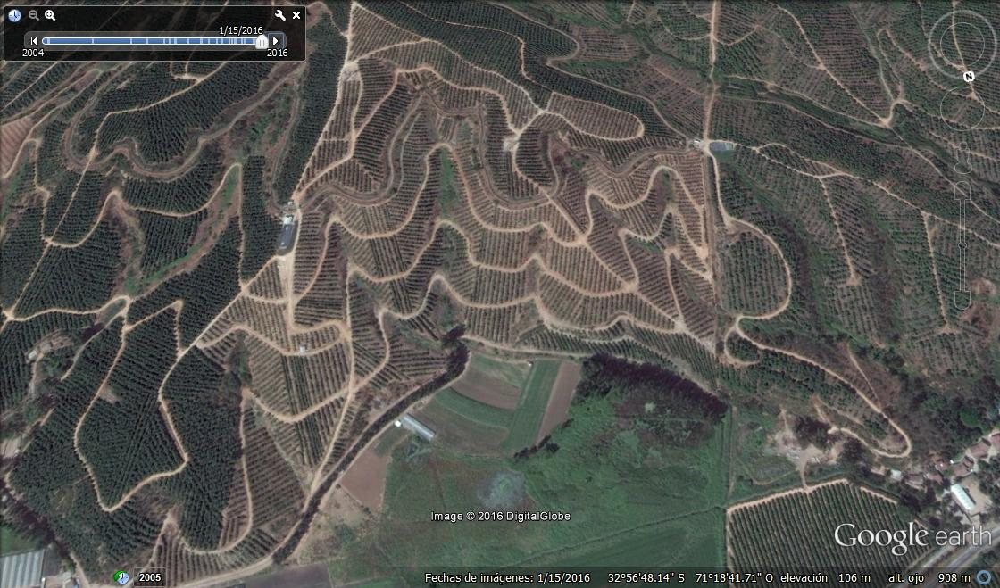 1/15/2016
2004
2016
N
Image © 2016 DigitalGlobe
Google earth
2005
Fechas de imágenes: 1/15/2016 32°56'48.14" S 71°18'41.71" O elevación 106 m alt. ojo 908 m